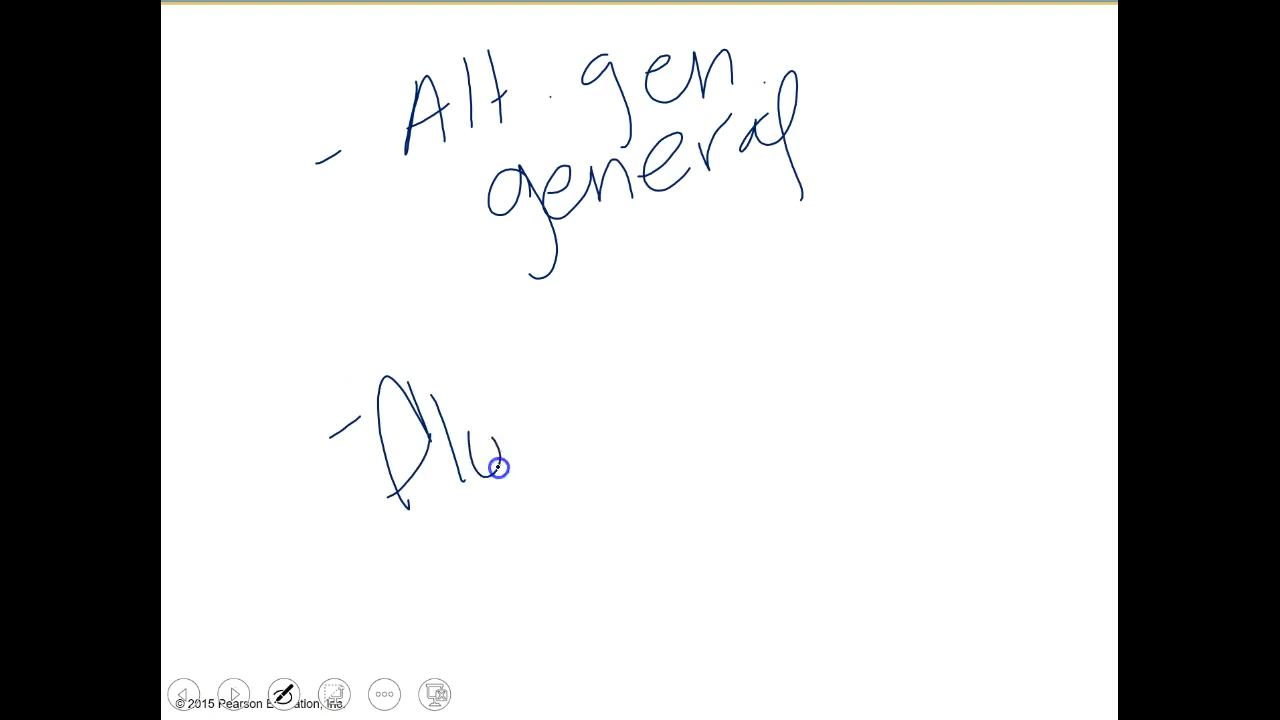 - Alt. gen
general
- Plu
© 2015 Pearson Education, Inc.